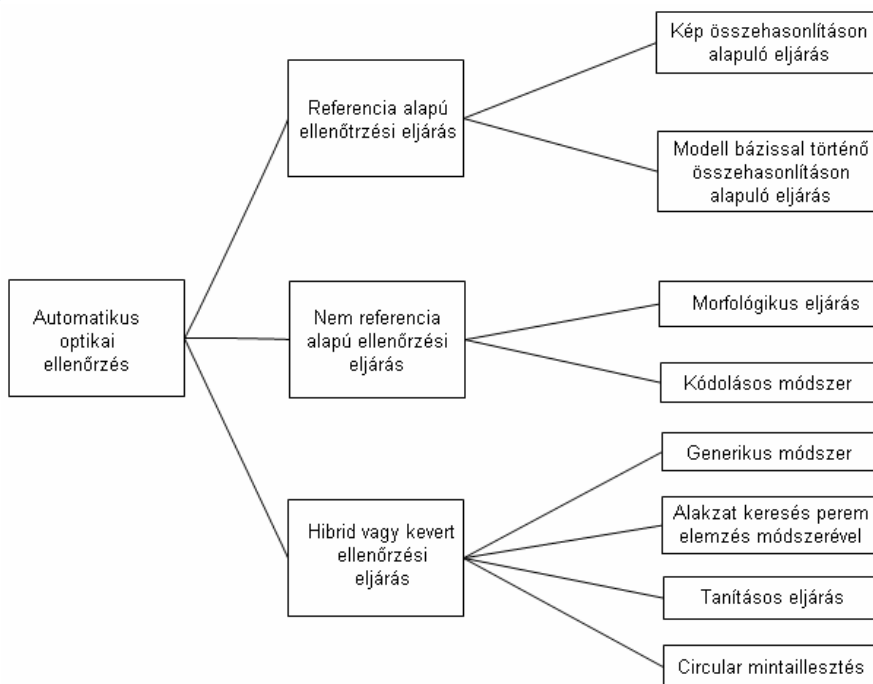 Automatikus
optikai
ellenőrzés
Referencia alapú
ellenőtrzési eljárás
Kép összehasonlításon
alapuló eljárás
Modell bázissal történő
összehasonlításon
alapuló eljárás
Nem referencia
alapú ellenőrzési
eljárás
Morfológikus eljárás
Kódolásos módszer
Hibrid vagy kevert
ellenőrzési
eljárás
Generikus módszer
Alakzat keresés perem
elemzés módszerével
Tanításos eljárás
Circular mintaillesztés